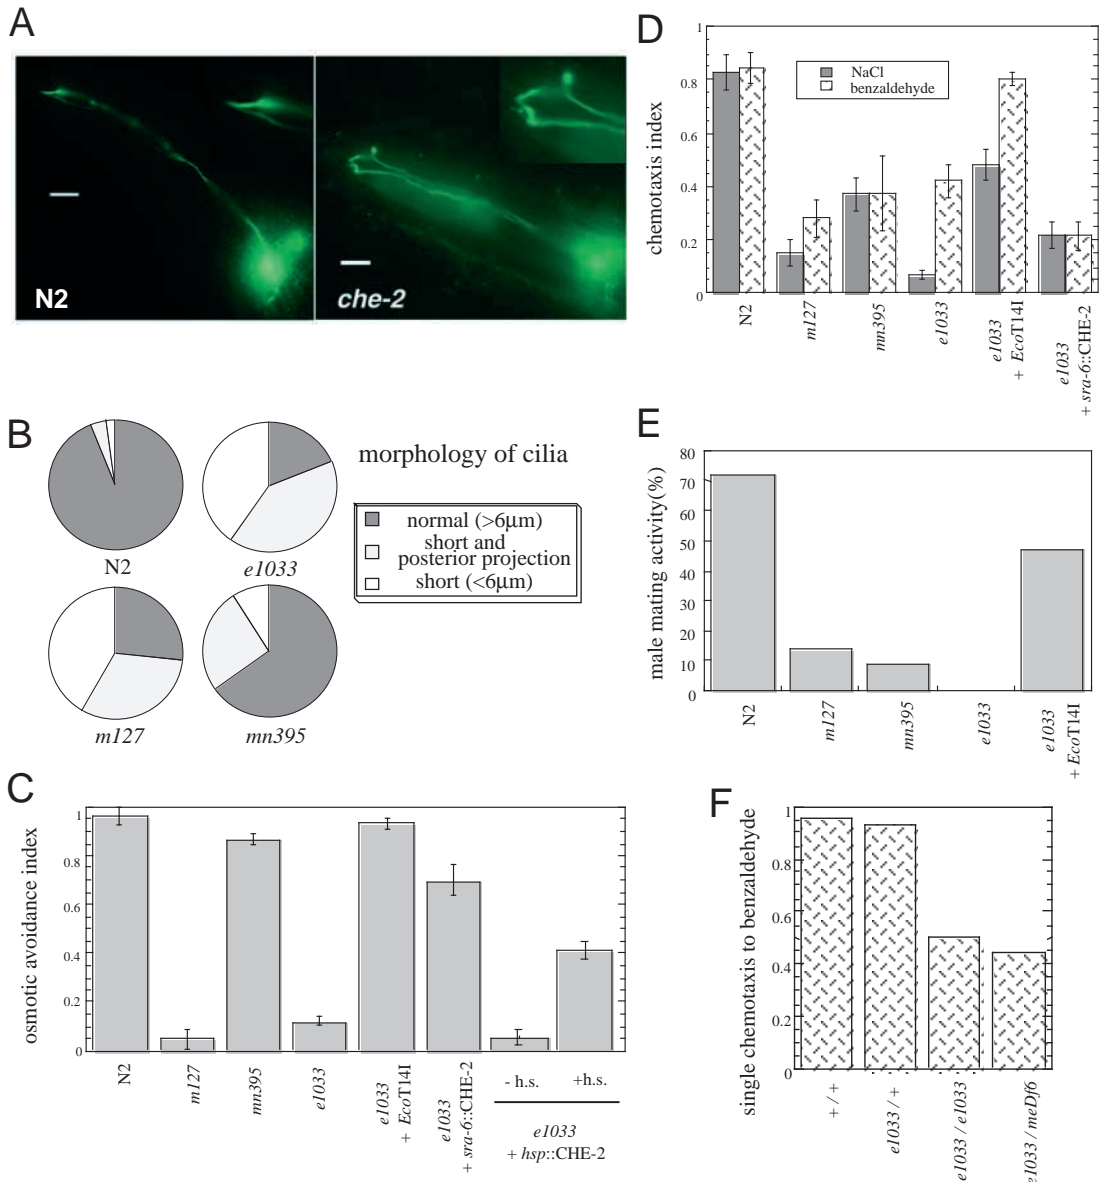 A
N2
che-2
B
morphology of cilia
normal (>6μm)
short and
posterior projection
short (<6μm)
N2
e1033
m127
mn395
C
osmotic avoidance index
1
0.8
0.6
0.4
0.2
0
N2
m127
mn395
e1033
e1033
+ EcoT14I
e1033
+ sra-6::CHE-2
- h.s.
+h.s.
e1033
+ hsp::CHE-2
D
chemotaxis index
1
0.8
0.6
0.4
0.2
0
NaCl
benzaldehyde
N2
m127
mn395
e1033
e1033
+ EcoT14I
e1033
+ sra-6::CHE-2
E
male mating activity(%)
80
70
60
50
40
30
20
10
0
N2
m127
mn395
e1033
e1033
+ EcoT14I
F
single chemotaxis to benzaldehyde
1
0.8
0.6
0.4
0.2
0
+ / +
e1033 / +
e1033 / e1033
e1033 / meDf6